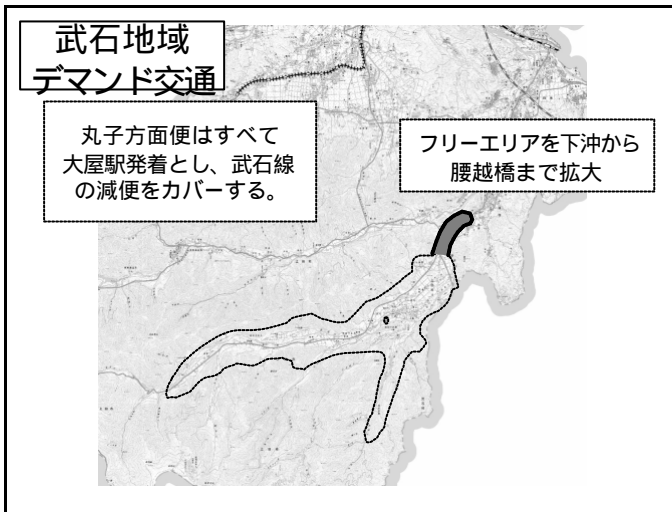 武石地域
デマンド交通
丸子方面便はすべて
大屋駅発着とし、武石線
の減便をカバーする。
フリーエリアを下沖から
腰越橋まで拡大